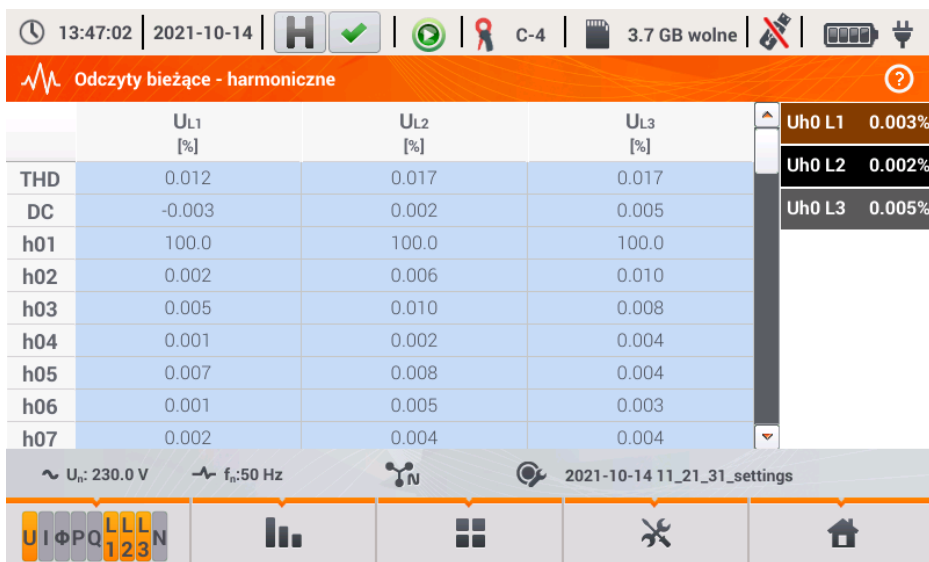 13:47:02 2021-10-14 H C-4 3.7 GB wolne
Odczyty bieżące - harmoniczne ?
UL1 UL2 UL3
[%] [%] [%]
THD 0.012 0.017 0.017
DC -0.003 0.002 0.005
h01 100.0 100.0 100.0
h02 0.002 0.006 0.010
h03 0.005 0.010 0.008
h04 0.001 0.002 0.004
h05 0.007 0.008 0.004
h06 0.001 0.005 0.003
h07 0.002 0.004 0.004
Uh0 L1 0.003%
Uh0 L2 0.002%
Uh0 L3 0.005%
Un: 230.0 V fn:50 Hz N 2021-10-14 11_21_31_settings
U I Φ P Q L1 L2 L3 N